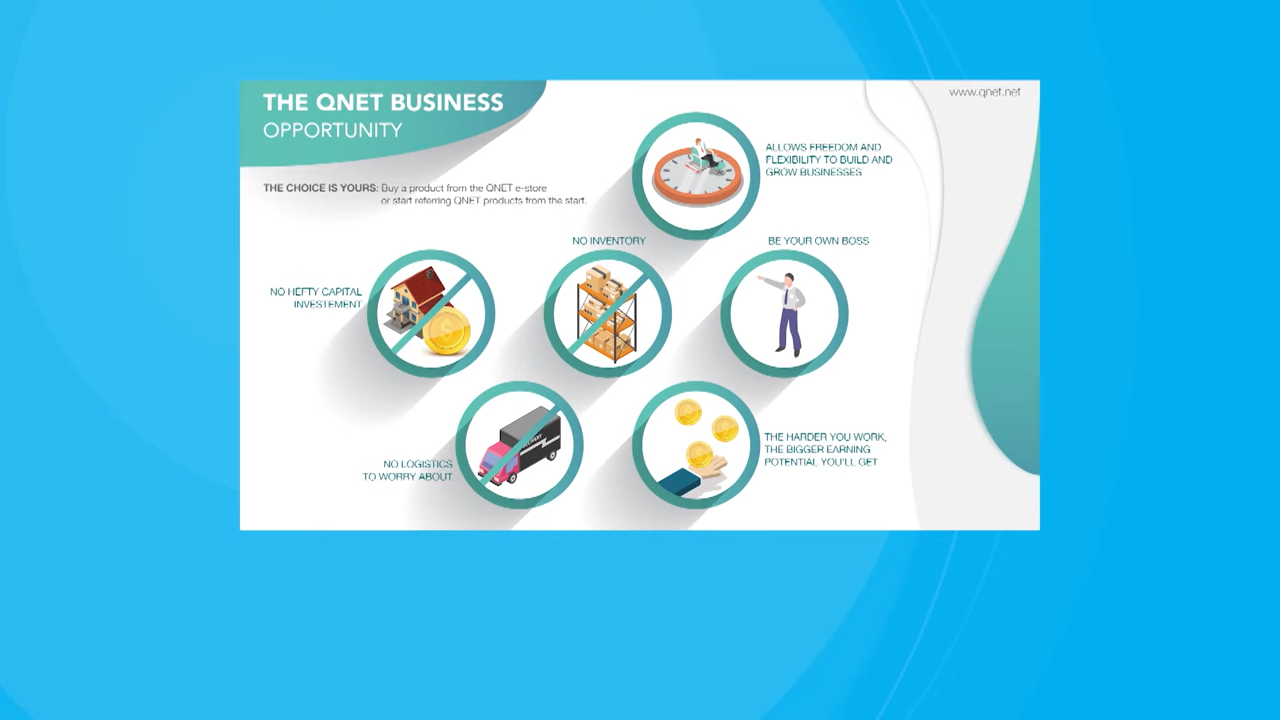 THE QNET BUSINESS
OPPORTUNITY
www.qnet.net
THE CHOICE IS YOURS: Buy a product from the QNET e-store
or start referring QNET products from the start.
ALLOWS FREEDOM AND
FLEXIBILITY TO BUILD AND
GROW BUSINESSES
NO HEFTY CAPITAL
INVESTEMENT
NO INVENTORY
BE YOUR OWN BOSS
NO LOGISTICS
TO WORRY ABOUT
THE HARDER YOU WORK,
THE BIGGER EARNING
POTENTIAL YOU'LL GET